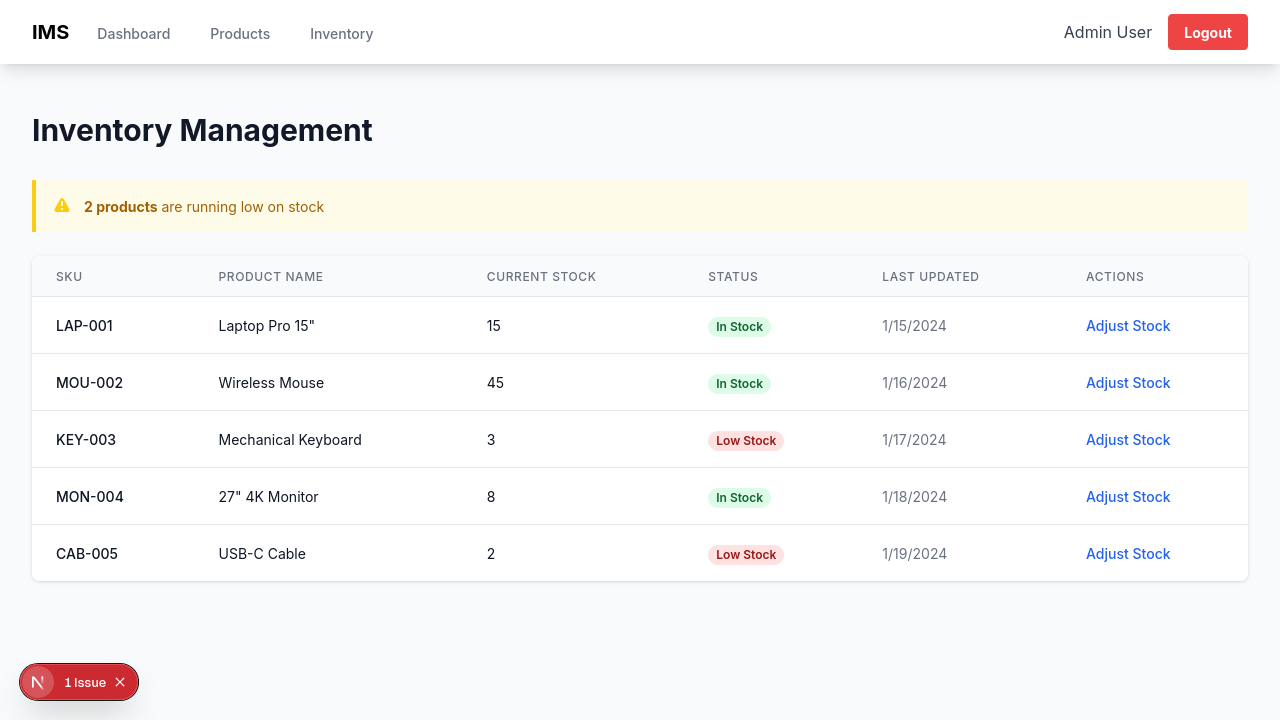 IMS Dashboard Products Inventory Admin User Logout
Inventory Management
2 products are running low on stock
SKU PRODUCT NAME CURRENT STOCK STATUS LAST UPDATED ACTIONS
LAP-001 Laptop Pro 15" 15 In Stock 1/15/2024 Adjust Stock
MOU-002 Wireless Mouse 45 In Stock 1/16/2024 Adjust Stock
KEY-003 Mechanical Keyboard 3 Low Stock 1/17/2024 Adjust Stock
MON-004 27" 4K Monitor 8 In Stock 1/18/2024 Adjust Stock
CAB-005 USB-C Cable 2 Low Stock 1/19/2024 Adjust Stock
N 1 Issue